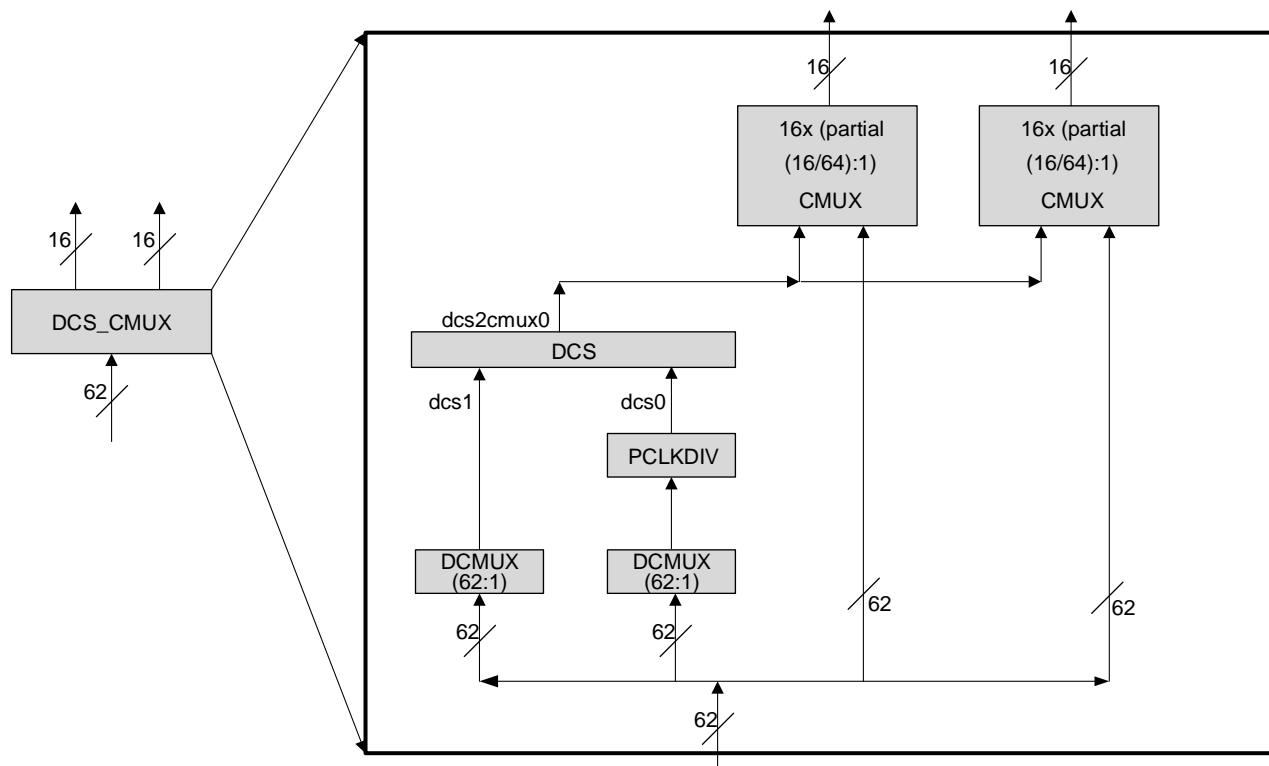 16
16
DCS_CMUX
62
16
16
16x (partial
(16/64):1)
CMUX
16x (partial
(16/64):1)
CMUX
dcs2cmux0
DCS
dcs1
dcs0
PCLKDIV
DCMUX
(62:1)
DCMUX
(62:1)
62
62
62
62
62